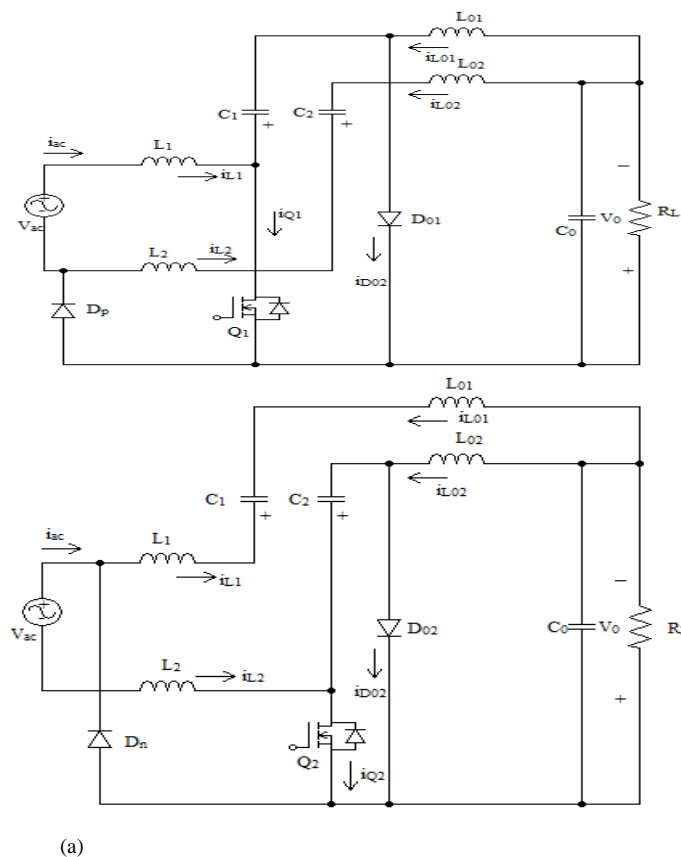 L01
iL01
L02
iL02
C1
+
C2
+
iac
L1
iL1
Vac
+
iQ1
D01
C0
V0
−
RL
+
L2
iL2
iD02
Dp
Q1
L01
iL01
L02
iL02
C1
+
C2
+
iac
L1
iL1
Vac
+
D02
C0
V0
−
R
+
L2
iL2
iD02
Dn
Q2
iQ2
(a)